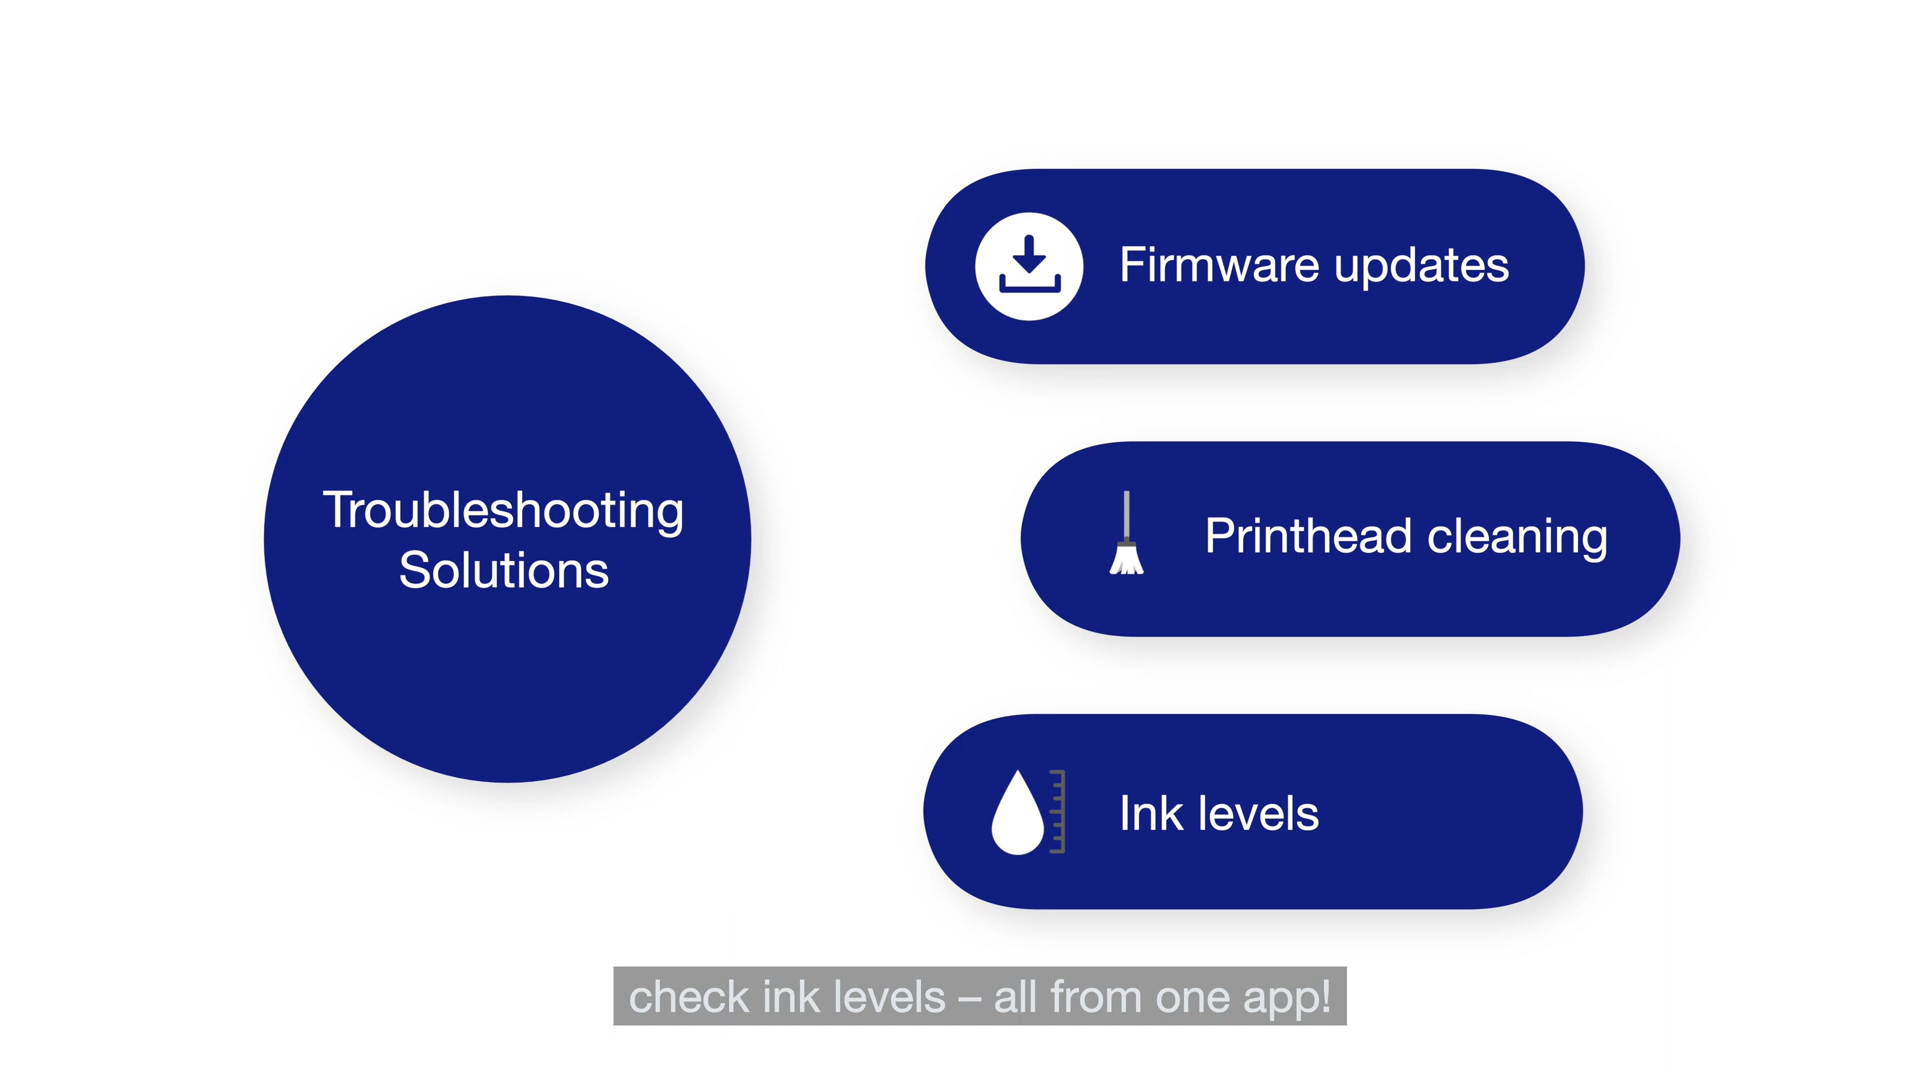 Troubleshooting
Solutions
Firmware updates
Printhead cleaning
Ink levels
check ink levels – all from one app!